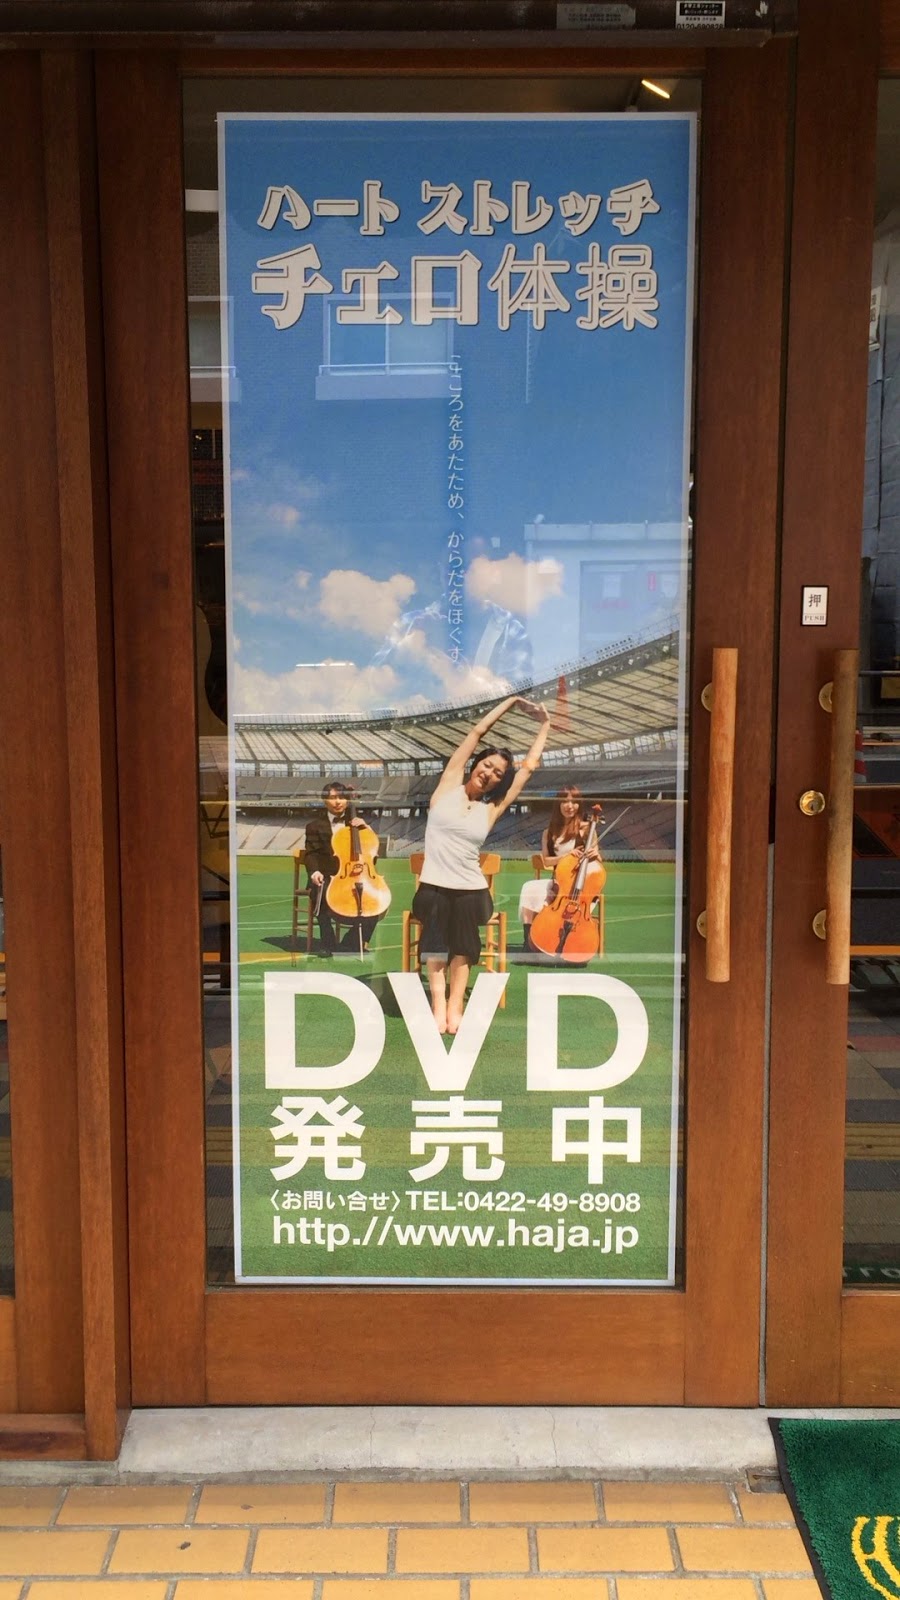 ハート ストレッチ
チェロ体操
こころをあたため、からだをほぐす
DVD
発売中
〈お問い合せ〉TEL:0422-49-8908
http.//www.haja.jp
押
PUSH